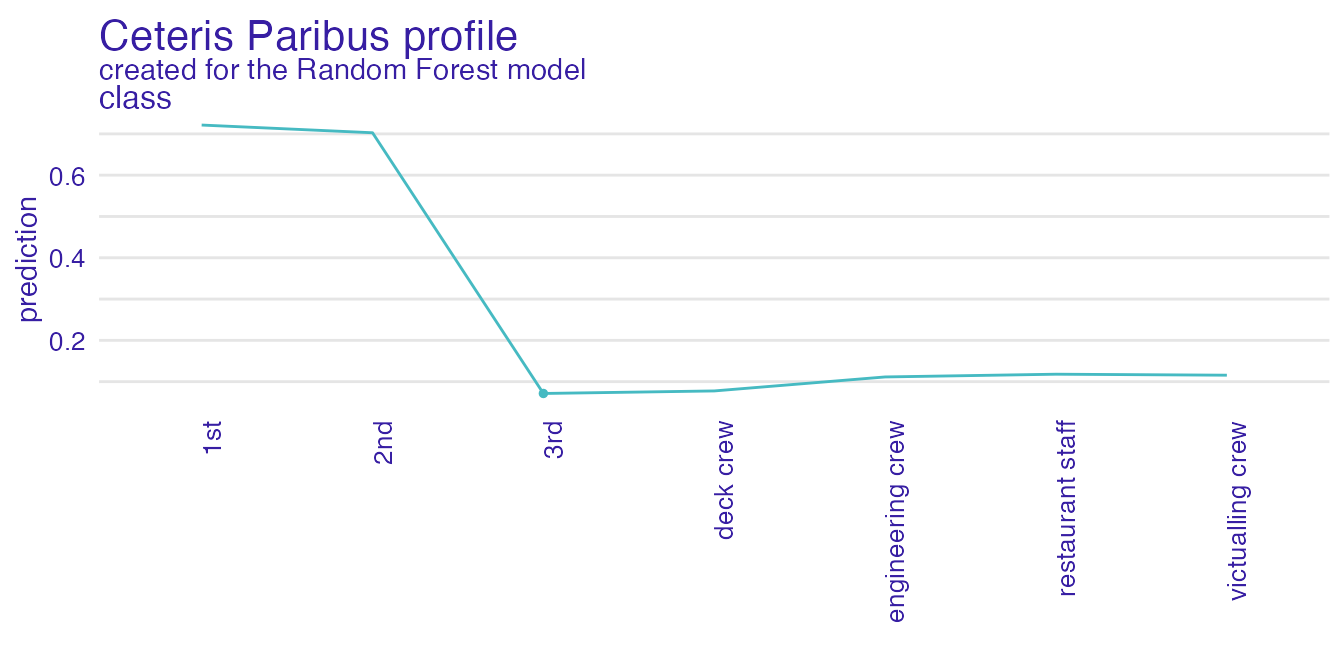 Ceteris Paribus profile
created for the Random Forest model
class
prediction
0.6
0.4
0.2
1st
2nd
3rd
deck crew
engineering crew
restaurant staff
victualling crew